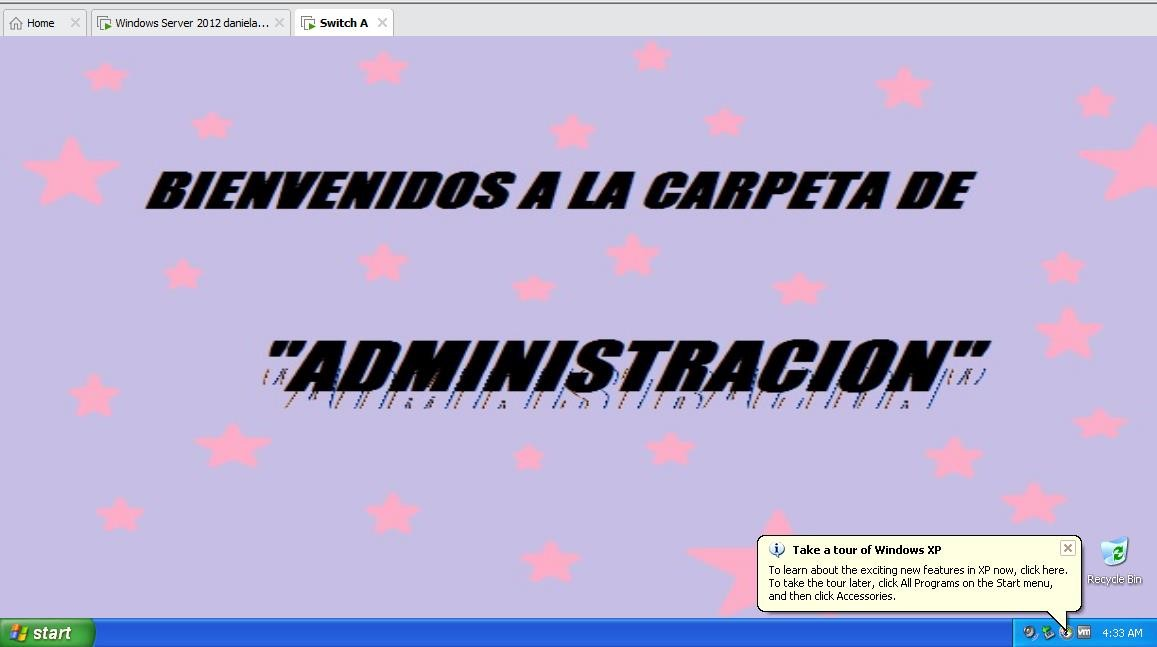 Home
Windows Server 2012 daniela...
Switch A
BIENVENIDOS A LA CARPETA DE
"ADMINISTRACION"
Take a tour of Windows XP
To learn about the exciting new features in XP now, click here.
To take the tour later, click All Programs on the Start menu,
and then click Accessories.
Recycle Bin
start
vm
4:33 AM